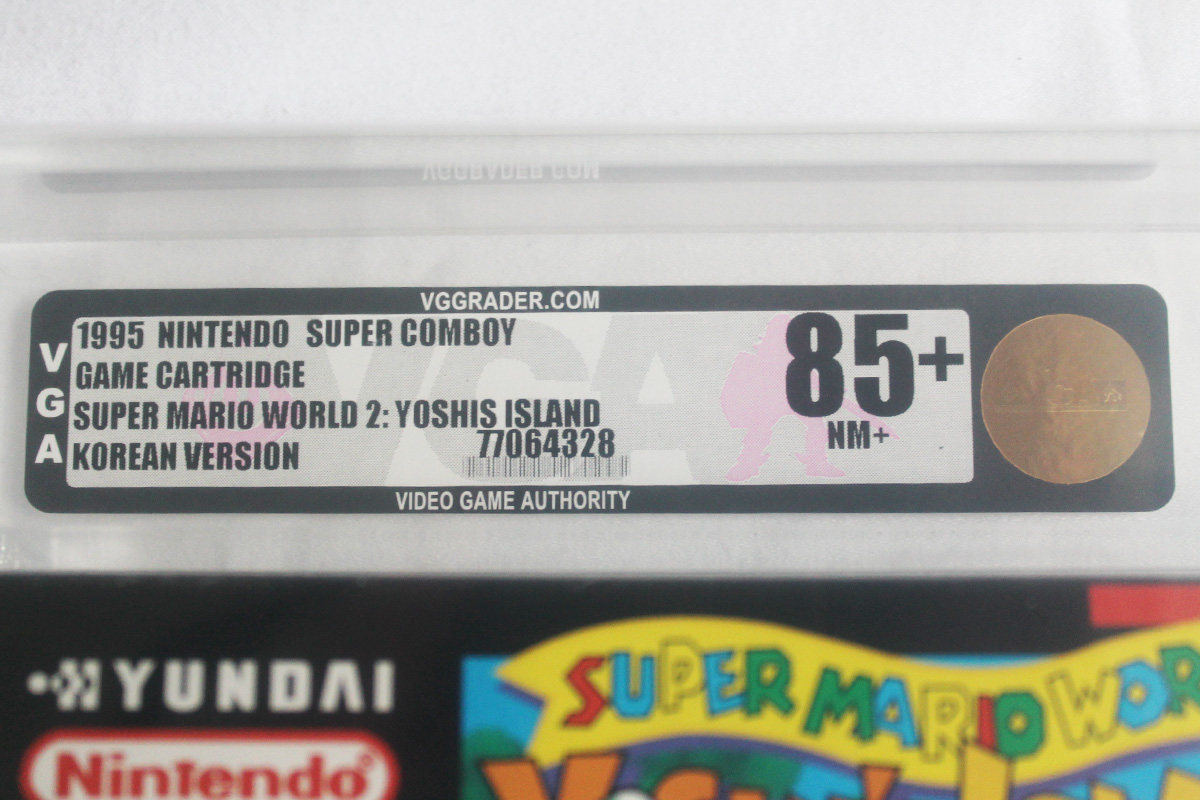 VGGRADER.COM
VGA
1995 NINTENDO SUPER COMBOY
GAME CARTRIDGE
SUPER MARIO WORLD 2: YOSHIS ISLAND
77064328
KOREAN VERSION
85+
NM+
VIDEO GAME AUTHORITY
HYUNDAI
Nintendo®
SUPER MARIO WOR